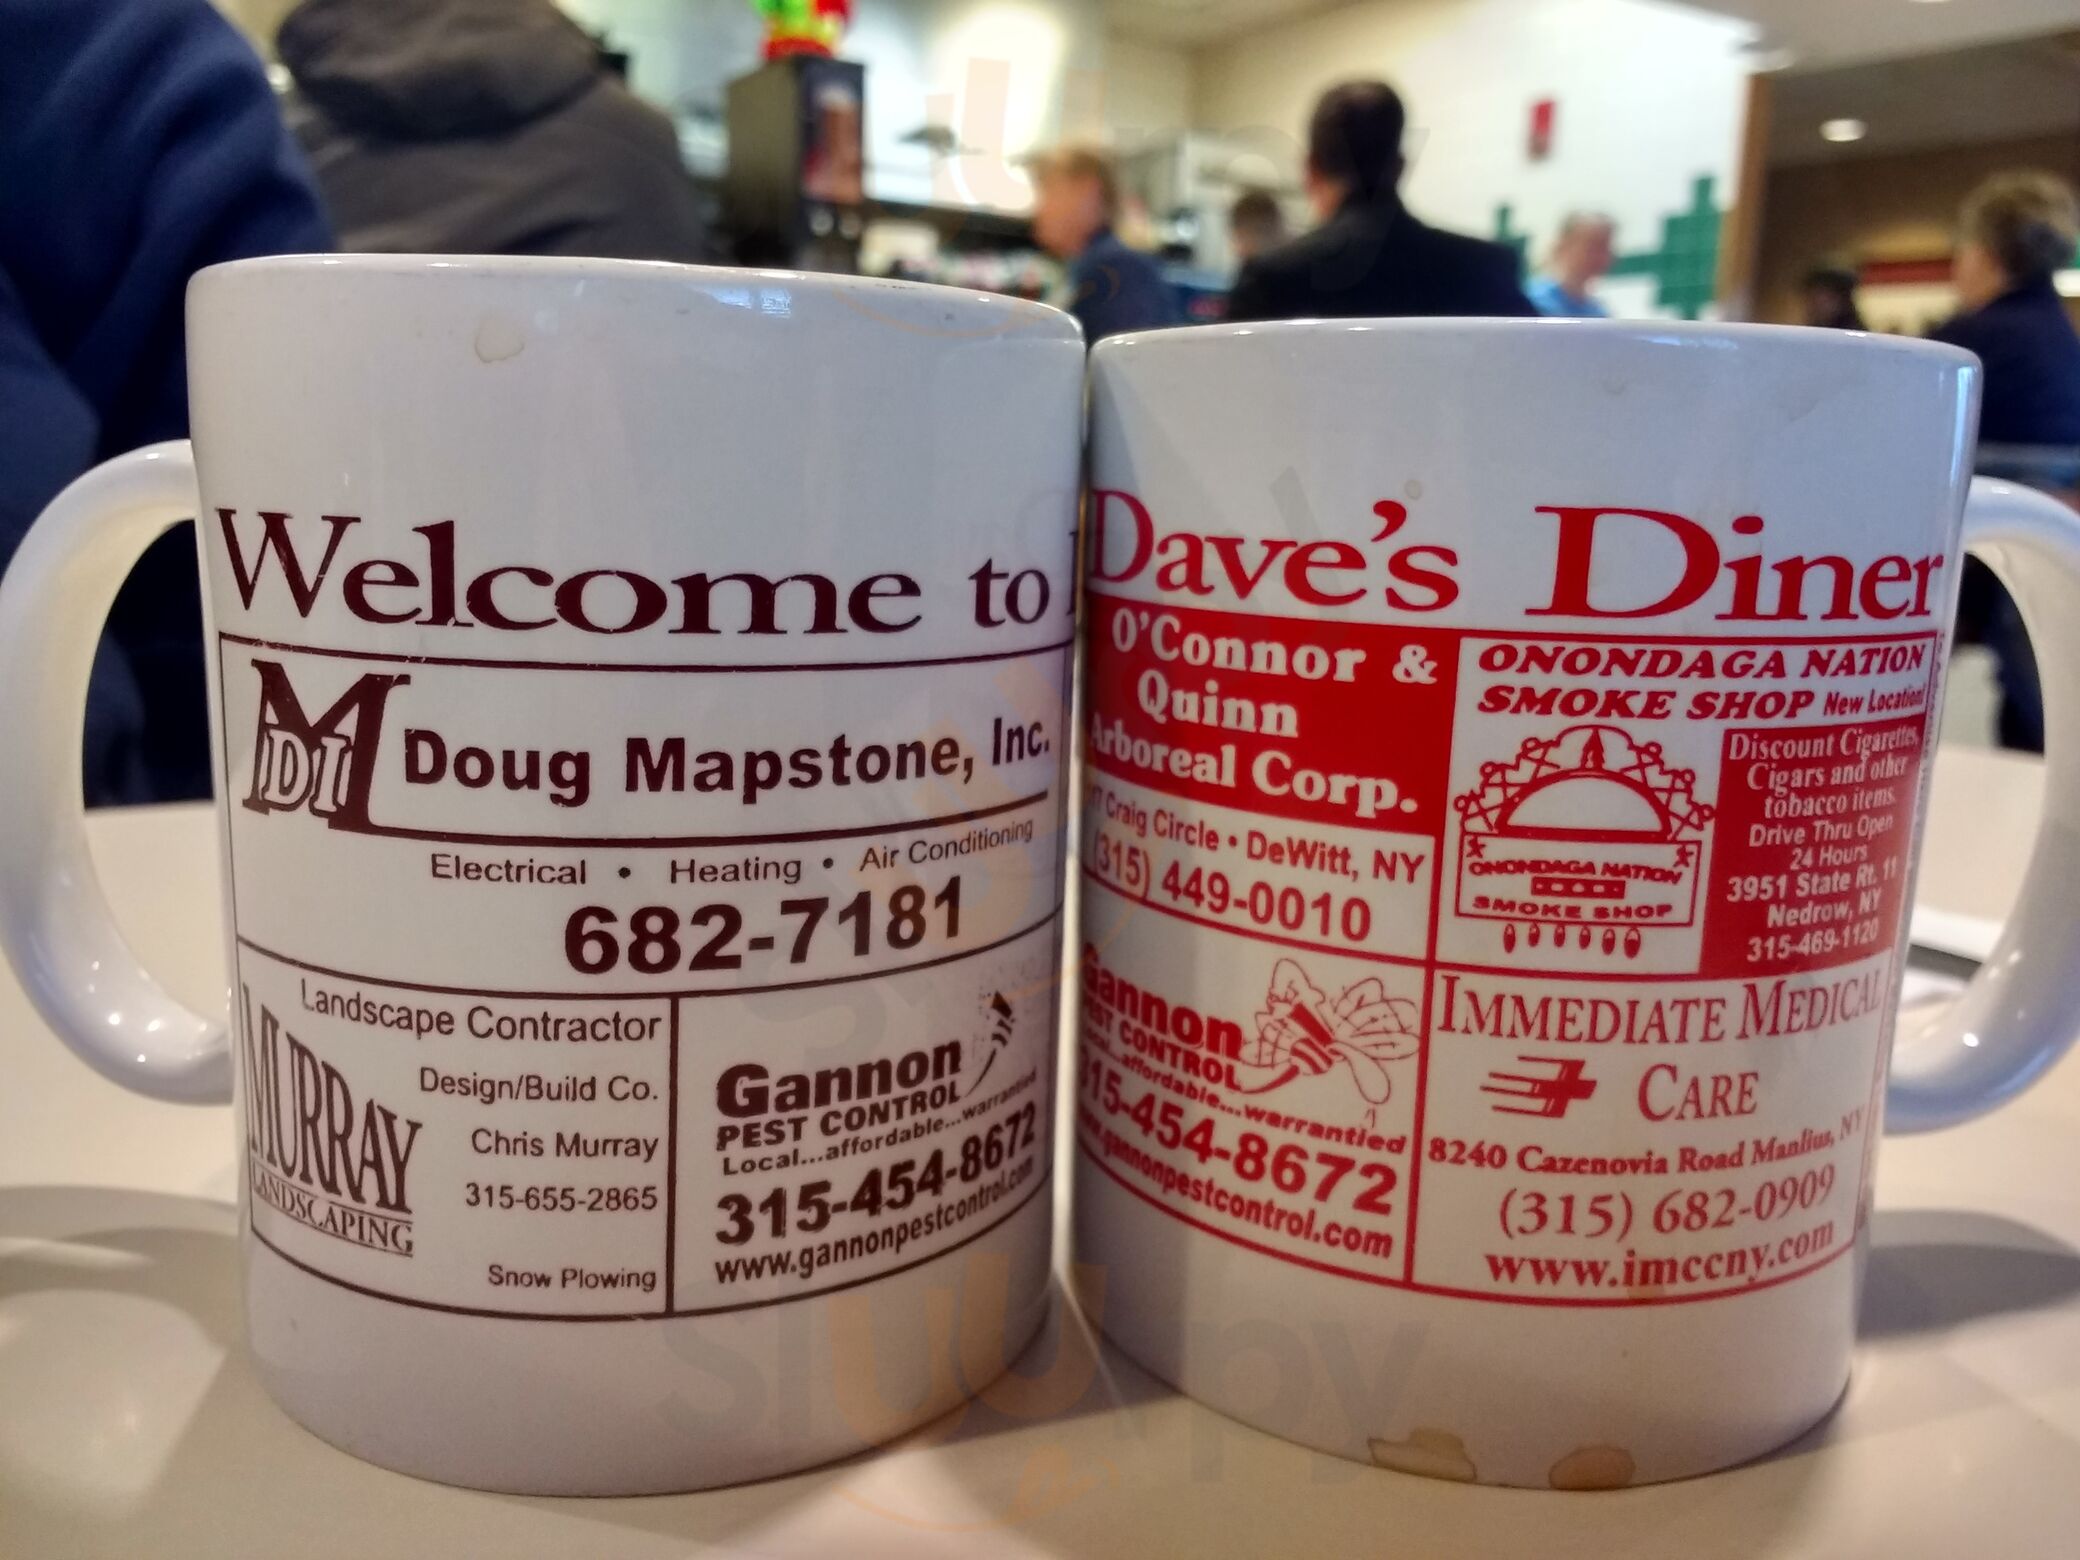 Welcome to
MDI Doug Mapstone, Inc.
Electrical • Heating • Air Conditioning
682-7181
Landscape Contractor
MURRAY
LANDSCAPING
Design/Build Co.
Chris Murray
315-655-2865
Snow Plowing
Gannon
PEST CONTROL
Local...affordable...warrantied
315-454-8672
www.gannonpestcontrol.com
Dave's Diner
O'Connor &
Quinn
Arboreal Corp.
Craig Circle • DeWitt, NY
(315) 449-0010
ONONDAGA NATION
SMOKE SHOP New Location!
ONONDAGA NATION
SMOKE SHOP
Discount Cigarettes,
Cigars and other
tobacco items.
Drive Thru Open
24 Hours
3951 State Rt. 11
Nedrow, NY
315-469-1120
Gannon
PEST CONTROL
Local...affordable...warrantied
315-454-8672
www.gannonpestcontrol.com
IMMEDIATE MEDICAL
CARE
8240 Cazenovia Road Manlius, NY
(315) 682-0909
www.imccny.com
sluurpy